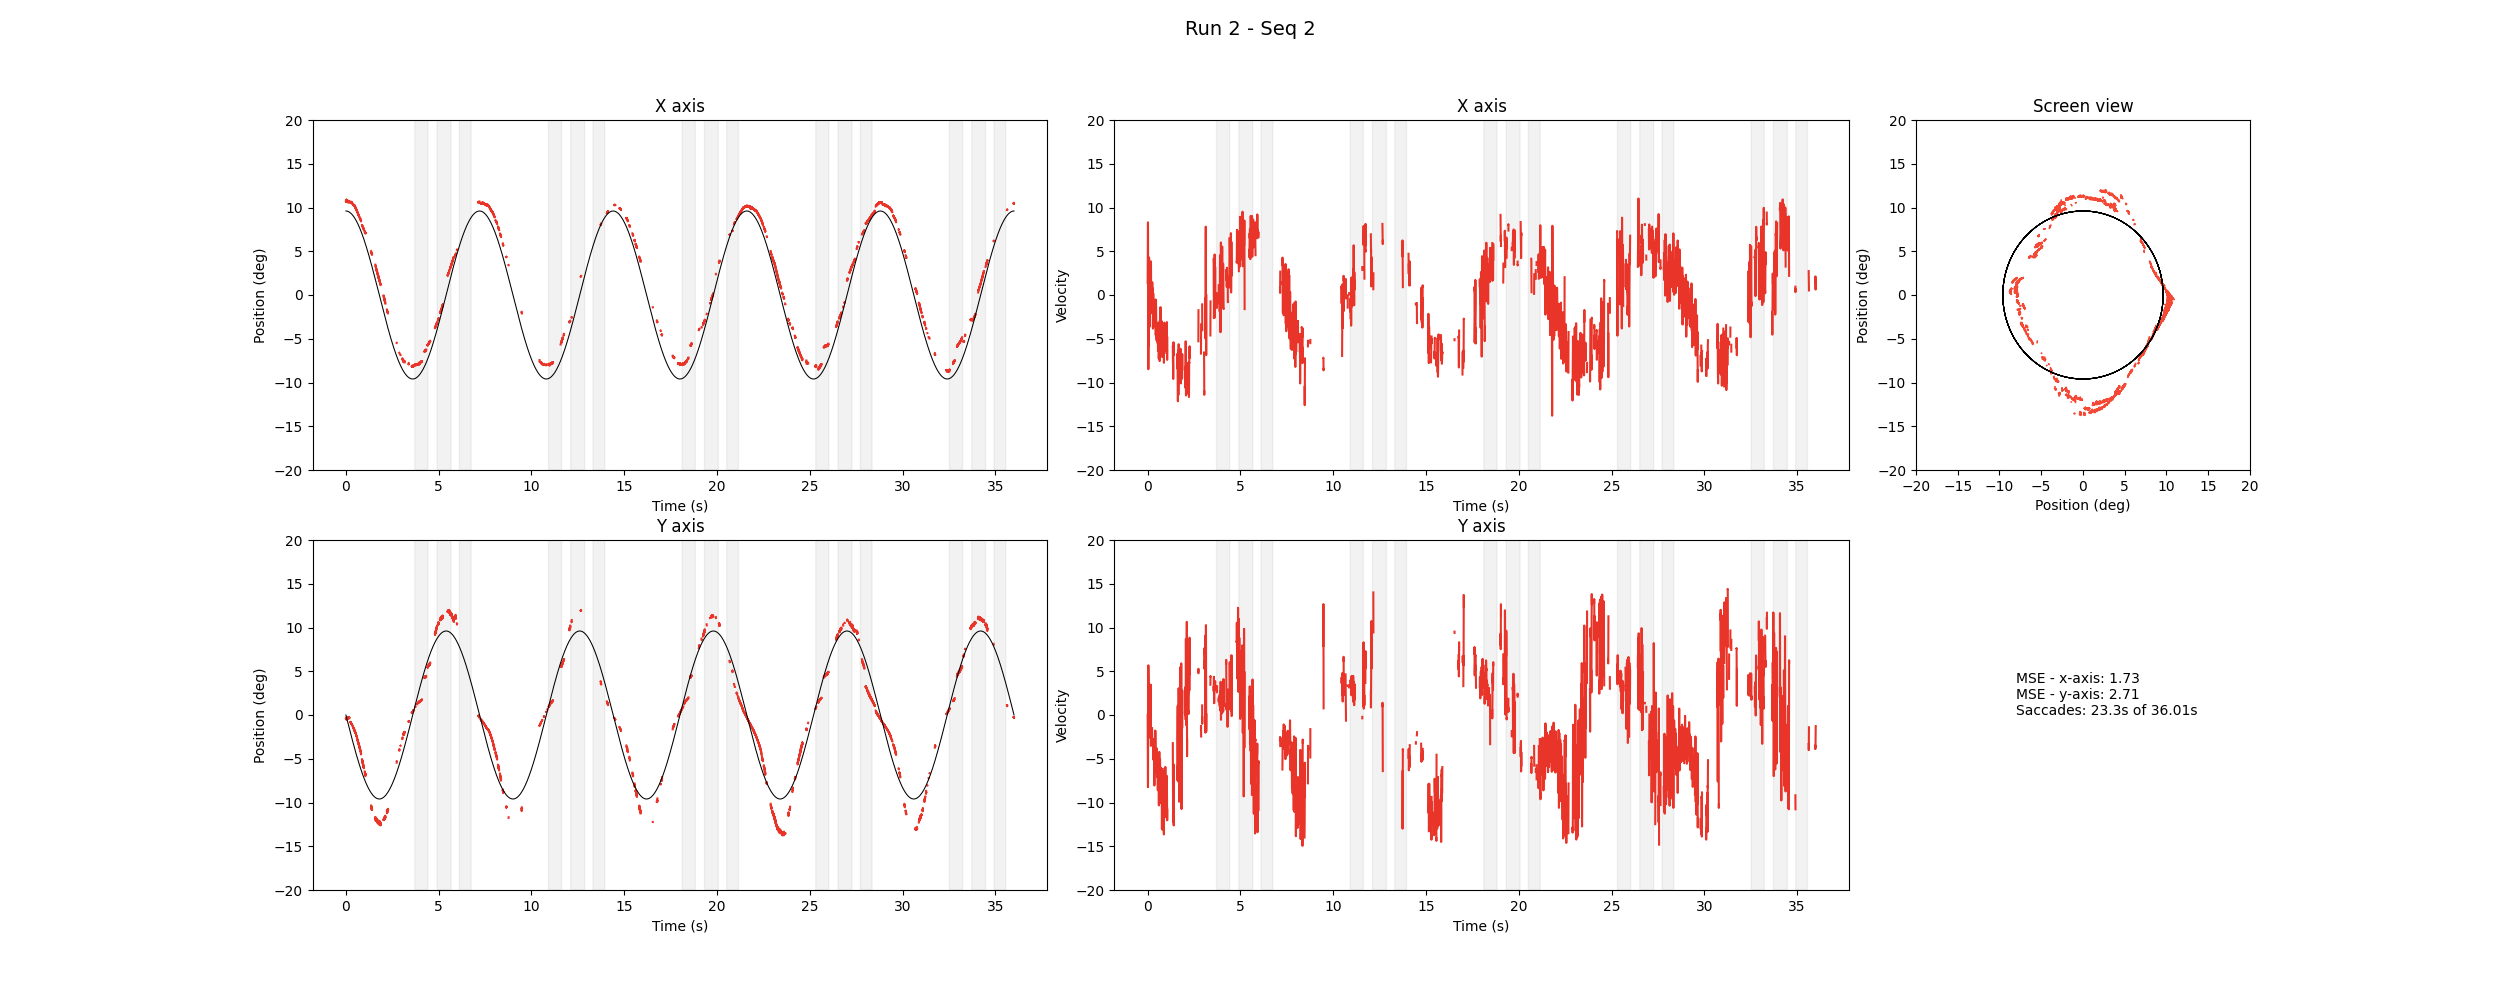 Run 2 - Seq 2
X axis
20
15
10
5
0
−5
−10
−15
−20
Position (deg)
0 5 10 15 20 25 30 35
Time (s)
X axis
20
15
10
5
0
−5
−10
−15
−20
Velocity
0 5 10 15 20 25 30 35
Time (s)
Screen view
20
15
10
5
0
−5
−10
−15
−20
Position (deg)
−20 −15 −10 −5 0 5 10 15 20
Position (deg)
Y axis
20
15
10
5
0
−5
−10
−15
−20
Position (deg)
0 5 10 15 20 25 30 35
Time (s)
Y axis
20
15
10
5
0
−5
−10
−15
−20
Velocity
0 5 10 15 20 25 30 35
Time (s)
MSE - x-axis: 1.73
MSE - y-axis: 2.71
Saccades: 23.3s of 36.01s